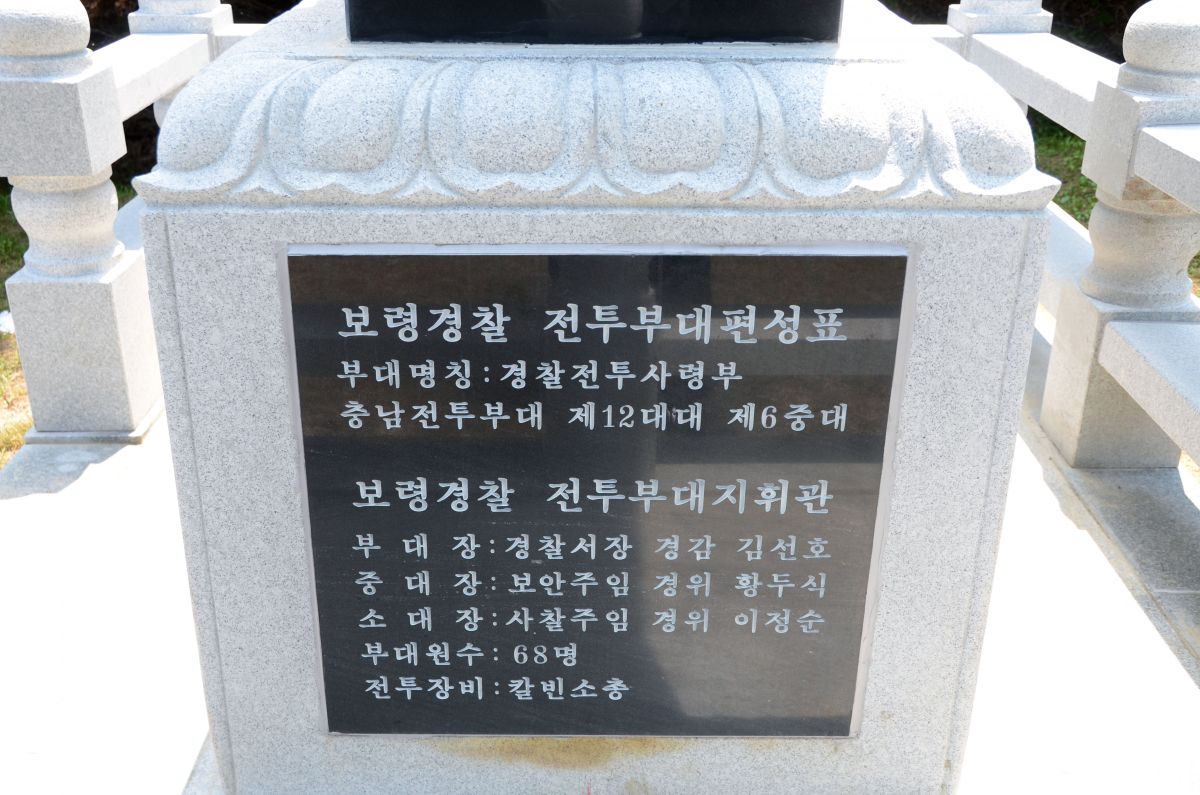 보령경찰 전투부대편성표
부대명칭:경찰전투사령부
충남전투부대 제12대대 제6중대
보령경찰 전투부대지휘관
부 대 장:경찰서장 경감 김선호
중 대 장:보안주임 경위 황두식
소 대 장:사찰주임 경위 이정순
부대원수: 68명
전투장비:칼빈소총